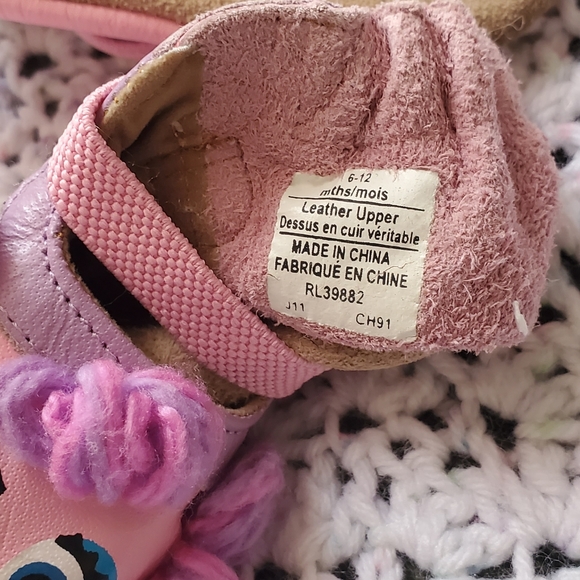 6-12
mths/mois
Leather Upper
Dessus en cuir véritable
MADE IN CHINA
FABRIQUÉ EN CHINE
RL39882
J11 CH91